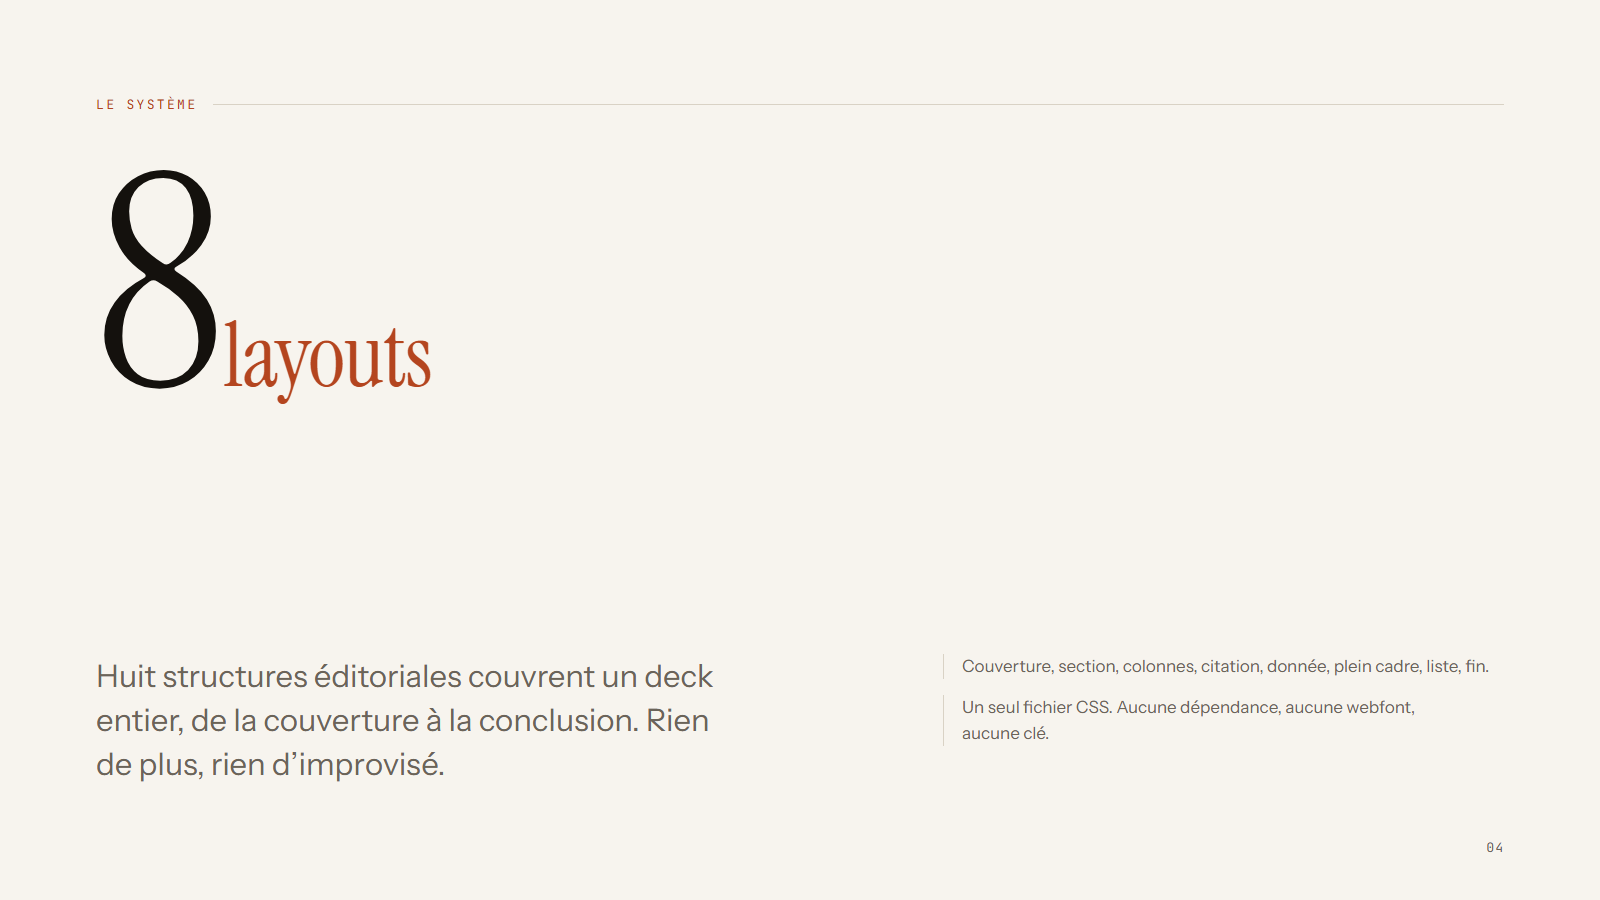 LE SYSTÈME
8 layouts
Huit structures éditoriales couvrent un deck
entier, de la couverture à la conclusion. Rien
de plus, rien d’improvisé.
Couverture, section, colonnes, citation, donnée, plein cadre, liste, fin.
Un seul fichier CSS. Aucune dépendance, aucune webfont,
aucune clé.
04